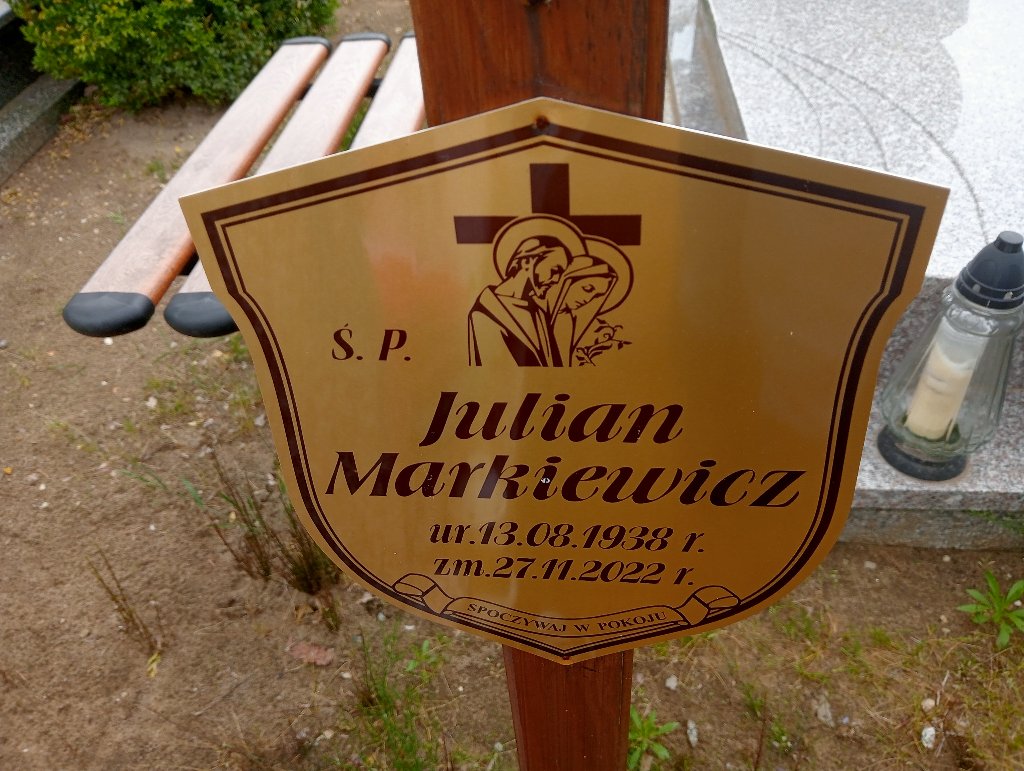 Ś. P.
Julian
Markiewicz
ur.13.08.1938 r.
zm.27.11.2022 r.
SPOCZYWAJ W POKOJU